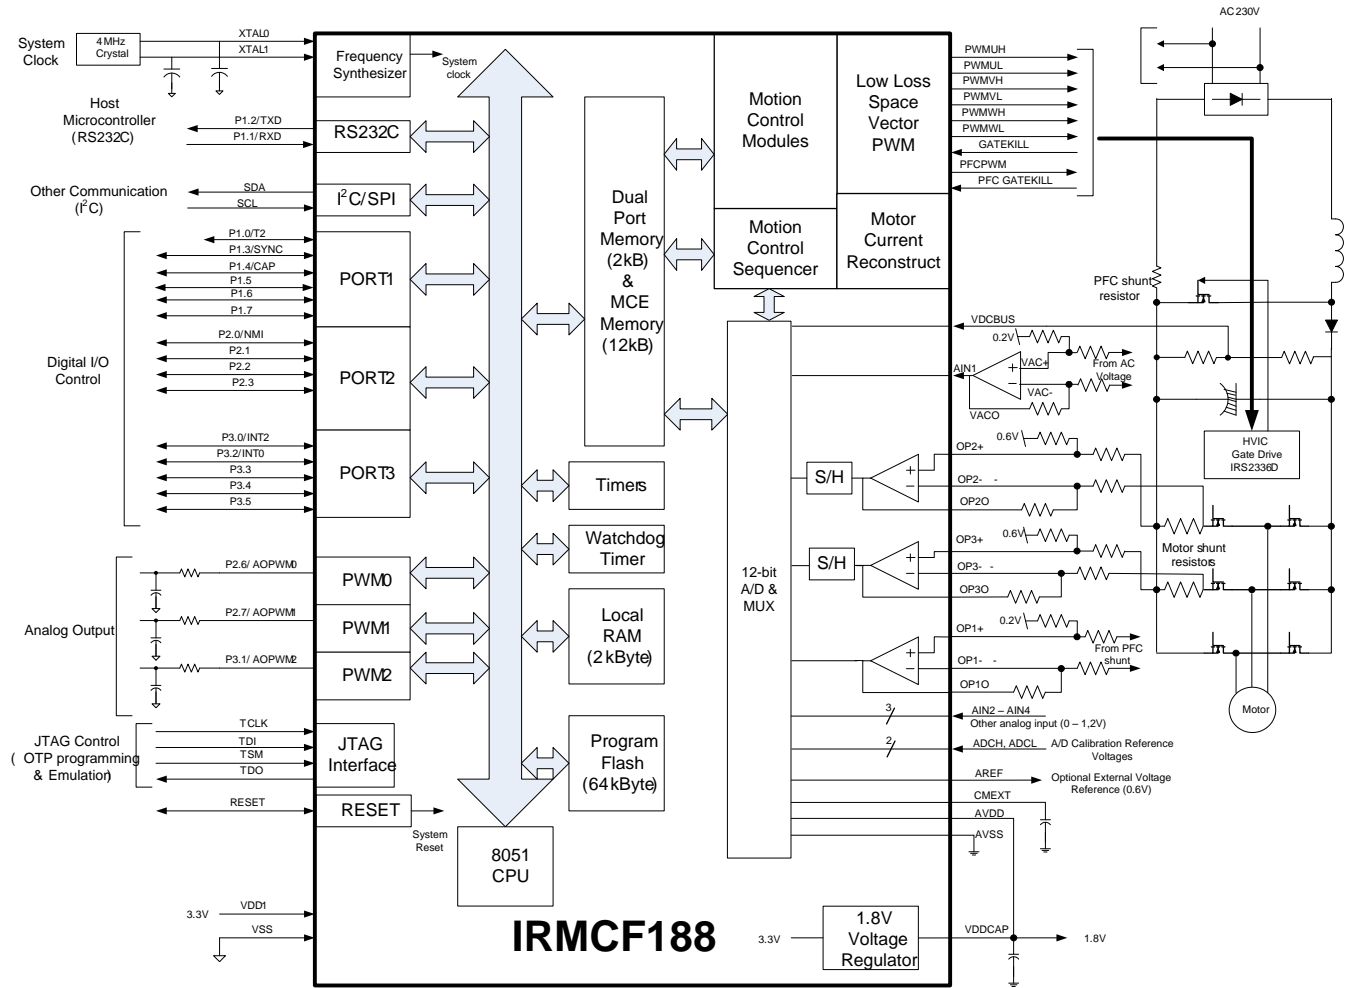 System
Clock
4MHz
Crystal
XTAL0
XTAL1
Host
Microcontroller
(RS232C)
P1.2/TXD
P1.1/RXD
Other Communication
(I²C)
SDA
SCL
P1.0/T2
P1.3/SYNC
P1.4/CAP
P1.5
P1.6
P1.7
P2.0/NMI
P2.1
P2.2
P2.3
Digital I/O
Control
P3.0/INT2
P3.2/INT0
P3.3
P3.4
P3.5
P2.6/ AOPWM0
P2.7/ AOPWM1
P3.1/ AOPWM2
Analog Output
JTAG Control
( OTP programming
& Emulation)
TCLK
TDI
TSM
TDO
RESET
3.3V
VDD1
VSS
Frequency
Synthesizer
System
clock
RS232C
I²C/SPI
PORT1
PORT2
PORT3
PWM0
PWM1
PWM2
JTAG
Interface
RESET
System
Reset
8051
CPU
Dual
Port
Memory
(2kB)
&
MCE
Memory
(12kB)
Timers
Watchdog
Timer
Local
RAM
(2kByte)
Program
Flash
(64kByte)
Motion
Control
Modules
Low Loss
Space
Vector
PWM
Motion
Control
Sequencer
Motor
Current
Reconstruct
12-bit
A/D &
MUX
S/H
S/H
IRMCF188
3.3V
1.8V
Voltage
Regulator
PWMUH
PWMUL
PWMVH
PWMVL
PWMWH
PWMWL
GATEKILL
PFCPWM
PFC GATEKILL
AC230V
PFC shunt
resistor
VDCBUS
0.2V
AIN1
VAC+
VAC-
VACO
From AC
Voltage
HVIC
Gate Drive
IRS2336D
0.6V
OP2+
OP2- -
OP2O
0.6V
OP3+
OP3- -
OP3O
Motor shunt
resistors
0.2V
OP1+
OP1- -
OP1O
From PFC
shunt
Motor
3
AIN2 – AIN4
Other analog input (0 – 1,2V)
2
ADCH, ADCL
A/D Calibration Reference
Voltages
AREF
Optional External Voltage
Reference (0.6V)
CMEXT
AVDD
AVSS
VDDCAP
1.8V